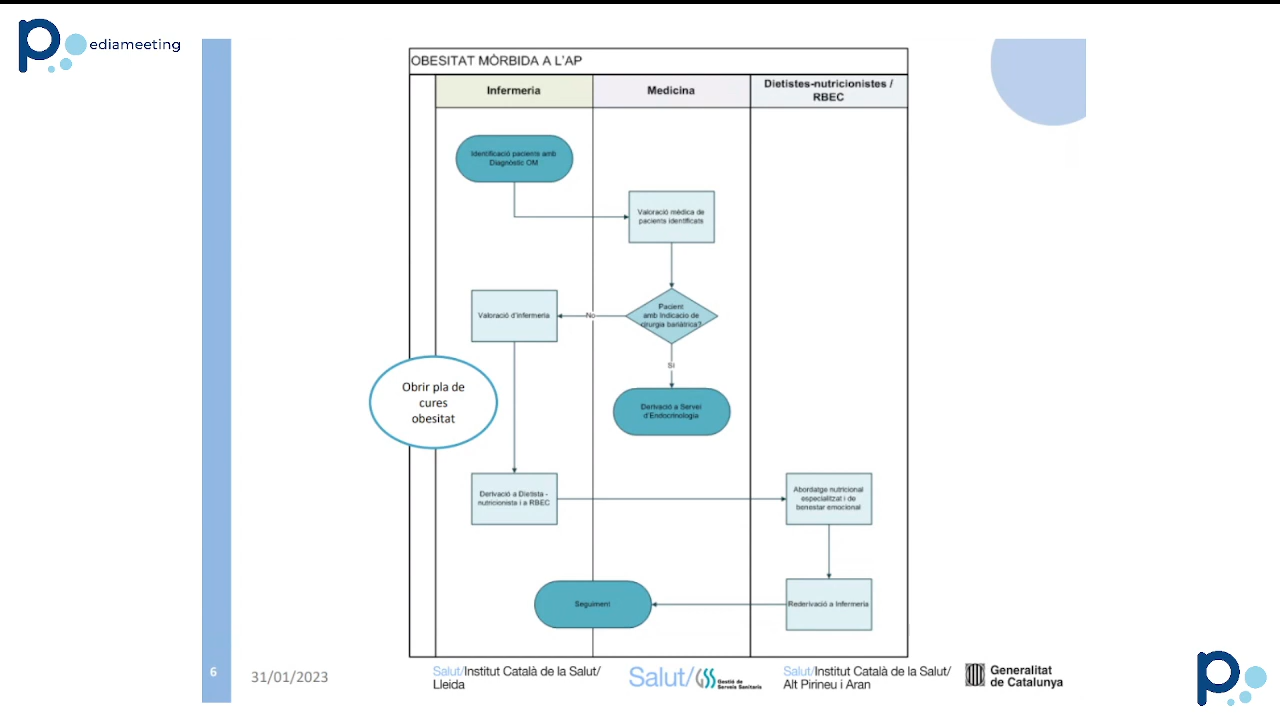 P ediameeting
OBESITAT MÒRBIDA A L'AP
Infermeria
Medicina
Dietistes-nutricionistes /
RBEC
Identificació pacients amb
Diagnòstic OM
Valoració mèdica de
pacients identificats
Pacient
amb Indicacio de
cirurgia bariàtrica?
No
Valoració d'infermeria
Si
Derivació a Servei
d'Endocrinologia
Obrir pla de
cures
obesitat
Derivació a Dietista -
nutricionista i a RBEC
Abordatge nutricional
especialitzat i de
benestar emocional
Rederivació a Infermeria
Seguiment
6
31/01/2023
Salut/Institut Català de la Salut/
Lleida
Salut/ GSS Gestió de
Serveis Sanitaris
Salut/Institut Català de la Salut/
Alt Pirineu i Aran
Generalitat
de Catalunya
P